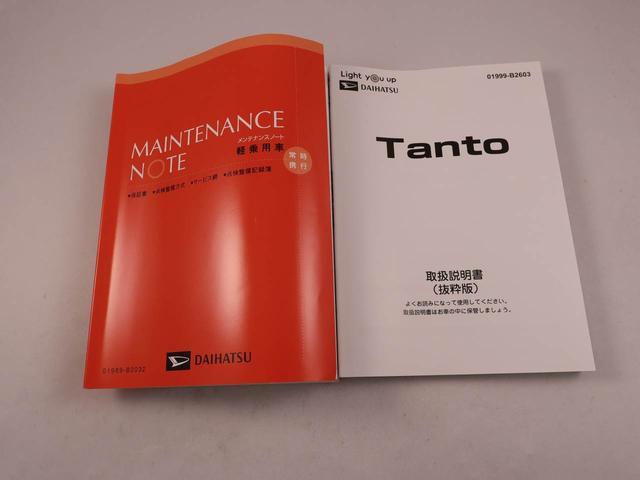 MAINTENANCE
NOTE
メンテナンスノート
軽乗用車
常時
携行
●保証書 ●点検整備方式 ●サービス網 ●点検整備記録簿
DAIHATSU
01989-B2032
Light you up
DAIHATSU
01999-B2603
Tanto
取扱説明書
（抜粋版）
よくお読みになって使用してください。
取扱説明書はお車の中に保管しましょう。